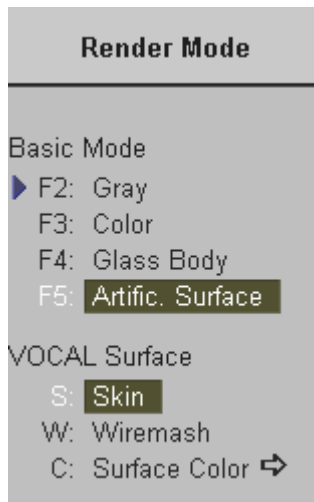 Render Mode
Basic Mode
F2: Gray
F3: Color
F4: Glass Body
F5: Artific. Surface
VOCAL Surface
S: Skin
W: Wiremash
C: Surface Color ⇨